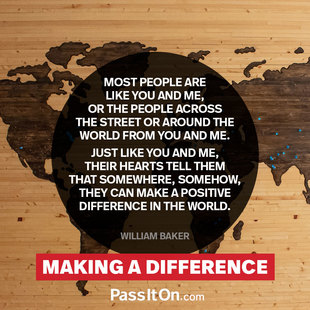 MOST PEOPLE ARE
LIKE YOU AND ME,
OR THE PEOPLE ACROSS
THE STREET OR AROUND THE
WORLD FROM YOU AND ME.
JUST LIKE YOU AND ME,
THEIR HEARTS TELL THEM
THAT SOMEWHERE, SOMEHOW,
THEY CAN MAKE A POSITIVE
DIFFERENCE IN THE WORLD.
WILLIAM BAKER
MAKING A DIFFERENCE
PassItOn.com